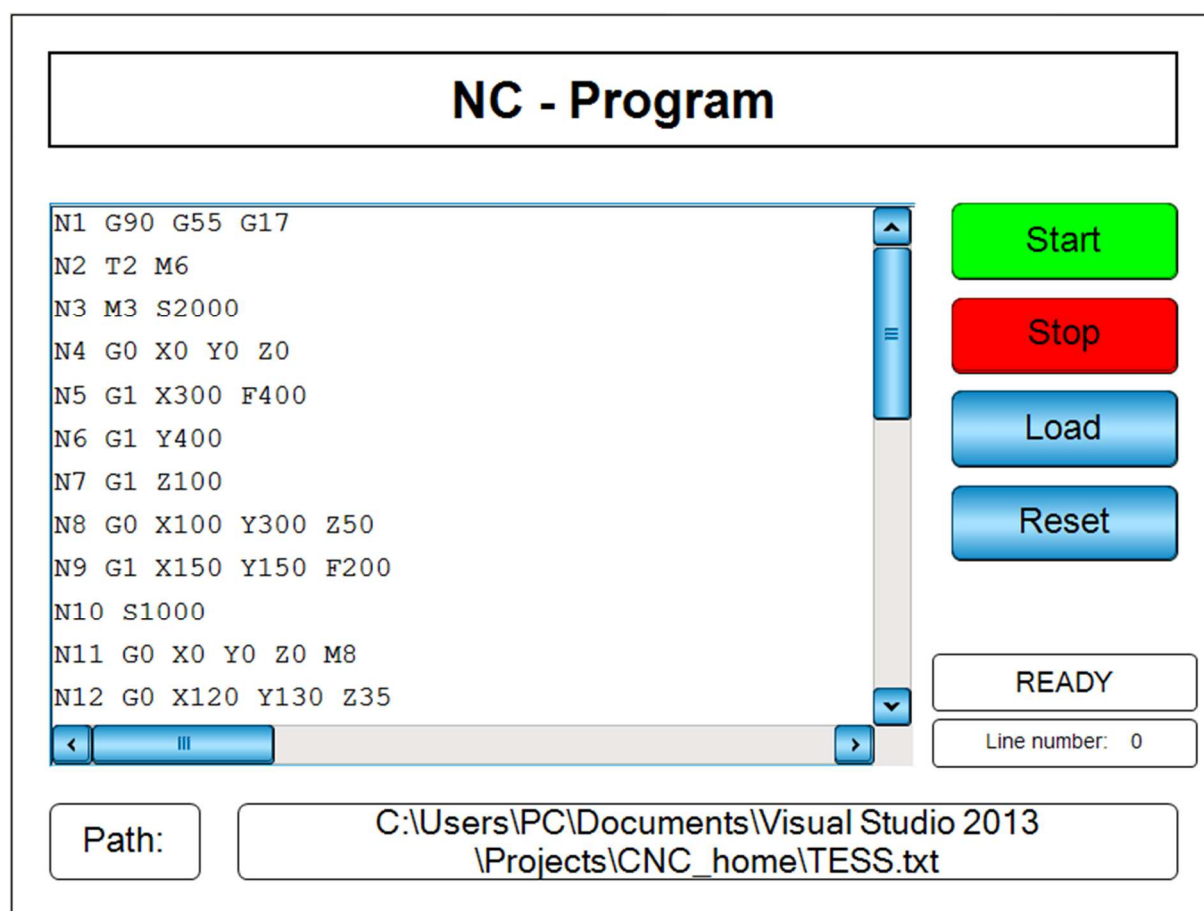 NC - Program
N1 G90 G55 G17
N2 T2 M6
N3 M3 S2000
N4 G0 X0 Y0 Z0
N5 G1 X300 F400
N6 G1 Y400
N7 G1 Z100
N8 G0 X100 Y300 Z50
N9 G1 X150 Y150 F200
N10 S1000
N11 G0 X0 Y0 Z0 M8
N12 G0 X120 Y130 Z35
Start
Stop
Load
Reset
READY
Line number: 0
Path:
C:\Users\PC\Documents\Visual Studio 2013
\Projects\CNC_home\TESS.txt